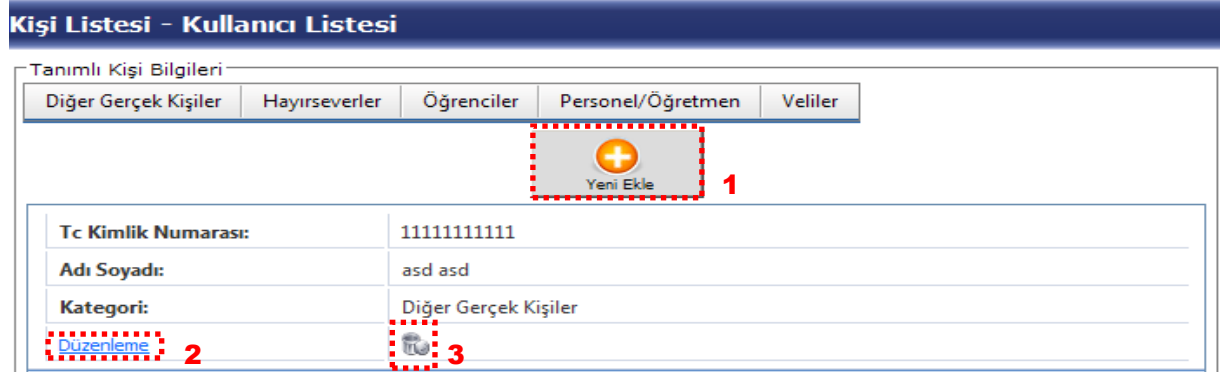 Kişi Listesi - Kullanıcı Listesi
Tanımlı Kişi Bilgileri
Diğer Gerçek Kişiler Hayırseverler Öğrenciler Personel/Öğretmen Veliler
Yeni Ekle 1
Tc Kimlik Numarası: 11111111111
Adı Soyadı: asd asd
Kategori: Diğer Gerçek Kişiler
Düzenleme 2 3